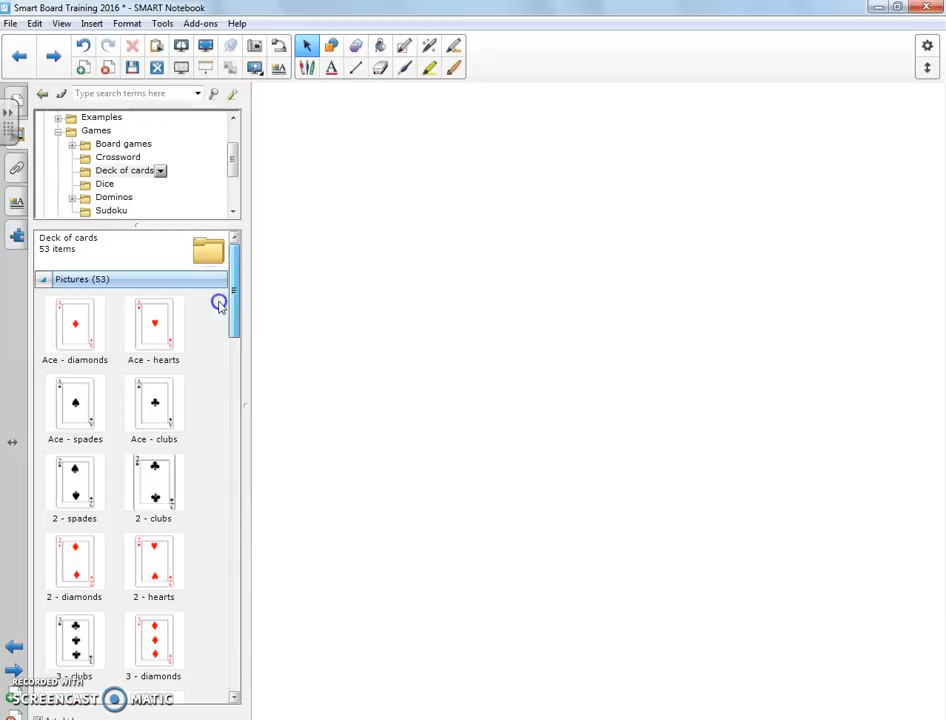 Smart Board Training 2016 * - SMART Notebook
File Edit View Insert Format Tools Add-ons Help
Type search terms here
Examples
Games
Board games
Crossword
Deck of cards
Dice
Dominos
Sudoku
Deck of cards
53 items
Pictures (53)
Ace - diamonds Ace - hearts
Ace - spades Ace - clubs
2 - spades 2 - clubs
2 - diamonds 2 - hearts
3 - clubs 3 - diamonds
RECORDED WITH
SCREENCAST MATIC